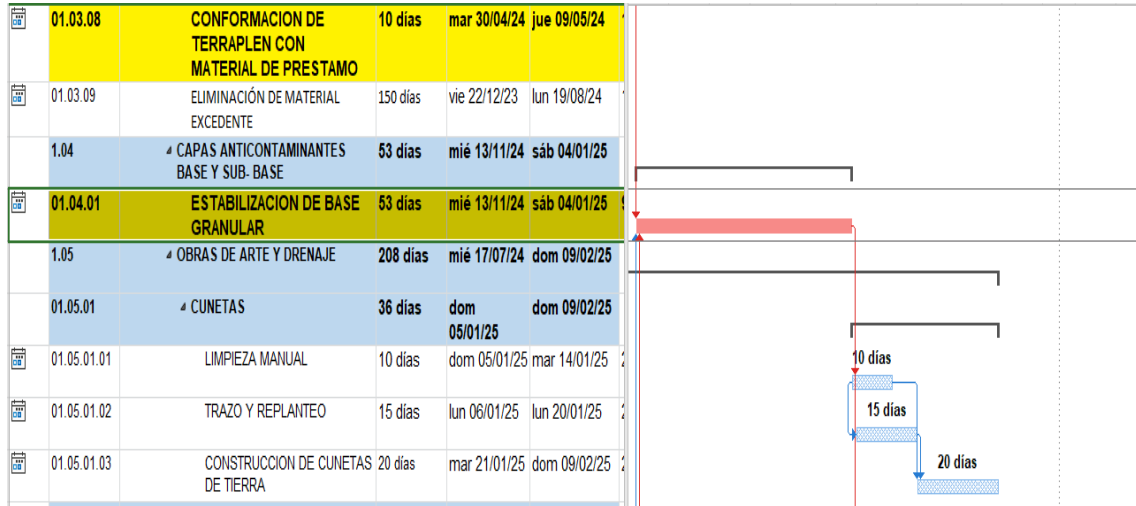 01.03.08 CONFORMACION DE 10 días mar 30/04/24 jue 09/05/24
TERRAPLEN CON
MATERIAL DE PRESTAMO
01.03.09 ELIMINACIÓN DE MATERIAL 150 días vie 22/12/23 lun 19/08/24
EXCEDENTE
1.04 CAPAS ANTICONTAMINANTES 53 días mié 13/11/24 sáb 04/01/25
BASE Y SUB- BASE
01.04.01 ESTABILIZACION DE BASE 53 días mié 13/11/24 sáb 04/01/25
GRANULAR
1.05 OBRAS DE ARTE Y DRENAJE 208 días mié 17/07/24 dom 09/02/25
01.05.01 CUNETAS 36 días dom dom 09/02/25
05/01/25
01.05.01.01 LIMPIEZA MANUAL 10 días dom 05/01/25 mar 14/01/25 10 días
01.05.01.02 TRAZO Y REPLANTEO 15 días lun 06/01/25 lun 20/01/25 15 días
01.05.01.03 CONSTRUCCION DE CUNETAS 20 días mar 21/01/25 dom 09/02/25 20 días
DE TIERRA